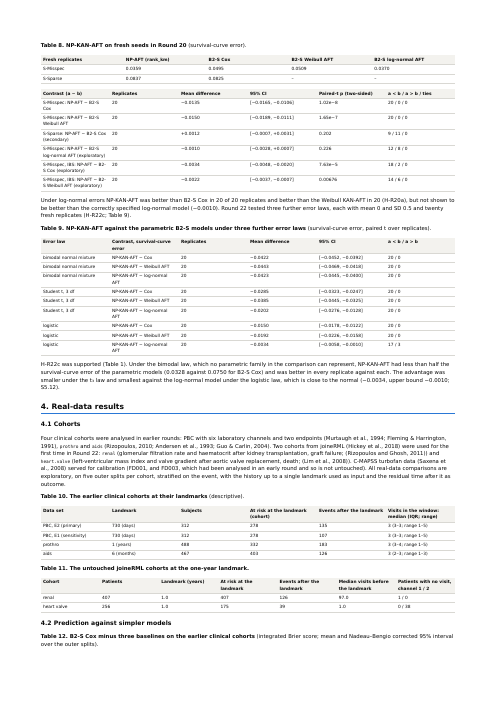 Table 8. NP-KAN-AFT on fresh seeds in Round 20 (survival-curve error).
Fresh replicates NP-AFT (rank_km) B2-S Cox B2-S Weibull AFT B2-S log-normal AFT
S-Misspec 0.0359 0.0495 0.0509 0.0370
S-Sparse 0.0837 0.0825 – –
Contrast (a − b) Replicates Mean difference 95% CI Paired-t p (two-sided) a < b / a > b / ties
S-Misspec: NP-AFT − B2-S Cox 20 −0.0135 [−0.0165, −0.0106] 1.02e−8 20 / 0 / 0
S-Misspec: NP-AFT − B2-S Weibull AFT 20 −0.0150 [−0.0189, −0.0111] 1.65e−7 20 / 0 / 0
S-Sparse: NP-AFT − B2-S Cox (secondary) 20 +0.0012 [−0.0007, +0.0031] 0.202 9 / 11 / 0
S-Misspec: NP-AFT − B2-S log-normal AFT (exploratory) 20 −0.0010 [−0.0028, +0.0007] 0.226 12 / 8 / 0
S-Misspec, IBS: NP-AFT − B2-S Cox (exploratory) 20 −0.0034 [−0.0048, −0.0020] 7.63e−5 18 / 2 / 0
S-Misspec, IBS: NP-AFT − B2-S Weibull AFT (exploratory) 20 −0.0022 [−0.0037, −0.0007] 0.00676 14 / 6 / 0
Under log-normal errors NP-KAN-AFT was better than B2-S Cox in 20 of 20 replicates and better than the Weibull KAN-AFT in 20 (H-R20a), but not shown to
be better than the correctly specified log-normal model (−0.0010). Round 22 tested three further error laws, each with mean 0 and SD 0.5 and twenty
fresh replicates (H-R22c; Table 9).
Table 9. NP-KAN-AFT against the parametric B2-S models under three further error laws (survival-curve error, paired t over replicates).
Error law Contrast, survival-curve error Replicates Mean difference 95% CI a < b / a > b
bimodal normal mixture NP-KAN-AFT − Cox 20 −0.0422 [−0.0452, −0.0392] 20 / 0
bimodal normal mixture NP-KAN-AFT − Weibull AFT 20 −0.0443 [−0.0469, −0.0418] 20 / 0
bimodal normal mixture NP-KAN-AFT − log-normal AFT 20 −0.0423 [−0.0445, −0.0400] 20 / 0
Student t, 3 df NP-KAN-AFT − Cox 20 −0.0285 [−0.0323, −0.0247] 20 / 0
Student t, 3 df NP-KAN-AFT − Weibull AFT 20 −0.0385 [−0.0445, −0.0325] 20 / 0
Student t, 3 df NP-KAN-AFT − log-normal AFT 20 −0.0202 [−0.0276, −0.0128] 20 / 0
logistic NP-KAN-AFT − Cox 20 −0.0150 [−0.0178, −0.0122] 20 / 0
logistic NP-KAN-AFT − Weibull AFT 20 −0.0192 [−0.0226, −0.0158] 20 / 0
logistic NP-KAN-AFT − log-normal AFT 20 −0.0034 [−0.0058, −0.0010] 17 / 3
H-R22c was supported (Table 1). Under the bimodal law, which no parametric family in the comparison can represent, NP-KAN-AFT had less than half the
survival-curve error of the parametric models (0.0328 against 0.0750 for B2-S Cox) and was better in every replicate against each. The advantage was
smaller under the t₃ law and smallest against the log-normal model under the logistic law, which is close to the normal (−0.0034, upper bound −0.0010;
S5.12).
4. Real-data results
4.1 Cohorts
Four clinical cohorts were analysed in earlier rounds: PBC with six laboratory channels and two endpoints (Murtaugh et al., 1994; Fleming & Harrington,
1991), prothro and aids (Rizopoulos, 2010; Andersen et al., 1993; Guo & Carlin, 2004). Two cohorts from joineRML (Hickey et al., 2018) were used for the
first time in Round 22: renal (glomerular filtration rate and haematocrit after kidney transplantation, graft failure; (Rizopoulos & Ghosh, 2011)) and
heart.valve (left-ventricular mass index and valve gradient after aortic valve replacement, death; (Lim et al., 2008)). C-MAPSS turbofan data (Saxena et
al., 2008) served for calibration (FD001, and FD003, which had been analysed in an early round and so is not untouched). All real-data comparisons are
exploratory, on five outer splits per cohort, stratified on the event, with the history up to a single landmark used as input and the residual time after it as
outcome.
Table 10. The earlier clinical cohorts at their landmarks (descriptive).
Data set Landmark Subjects At risk at the landmark (cohort) Events after the landmark Visits in the window: median (IQR; range)
PBC, E2 (primary) 730 (days) 312 278 135 3 (3–3; range 1–5)
PBC, E1 (sensitivity) 730 (days) 312 278 107 3 (3–3; range 1–5)
prothro 1 (years) 488 332 183 3 (3–4; range 1–5)
aids 6 (months) 467 403 126 3 (2–3; range 1–3)
Table 11. The untouched joineRML cohorts at the one-year landmark.
Cohort Patients Landmark (years) At risk at the landmark Events after the landmark Median visits before the landmark Patients with no visit, channel 1 / 2
renal 407 1.0 407 126 97.0 1 / 0
heart valve 256 1.0 175 39 1.0 0 / 38
4.2 Prediction against simpler models
Table 12. B2-S Cox minus three baselines on the earlier clinical cohorts (integrated Brier score; mean and Nadeau–Bengio corrected 95% interval
over the outer splits).